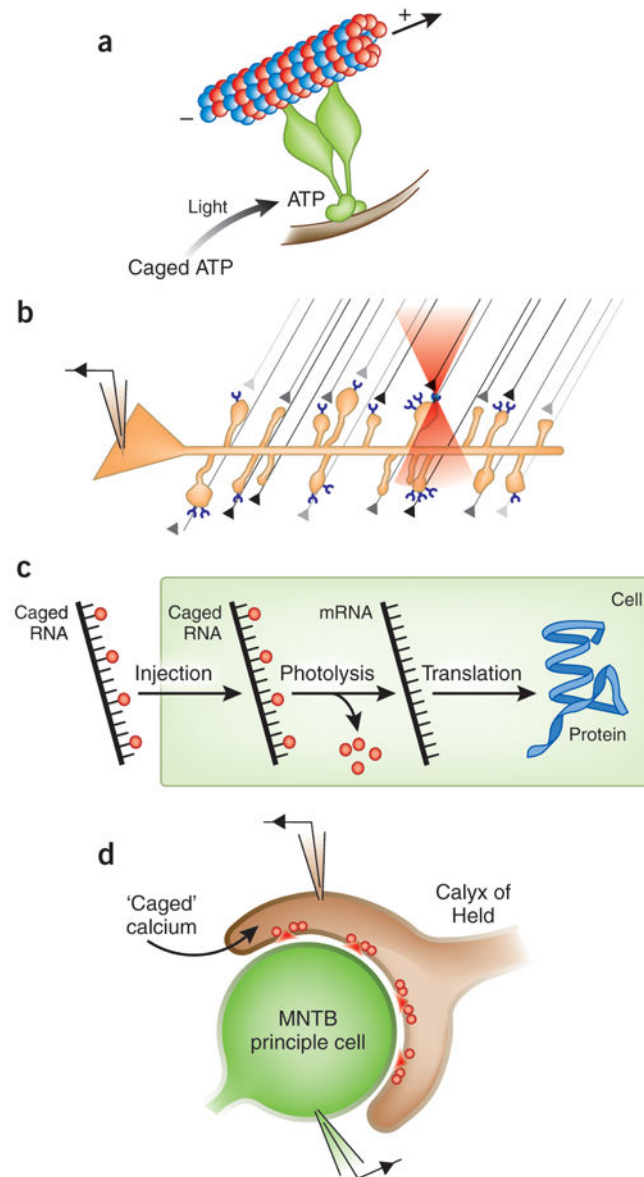 a
+
–
Light
ATP
Caged ATP
b
c
Caged
RNA
Injection
Caged
RNA
Photolysis
mRNA
Translation
Cell
Protein
d
'Caged'
calcium
Calyx of
Held
MNTB
principle cell